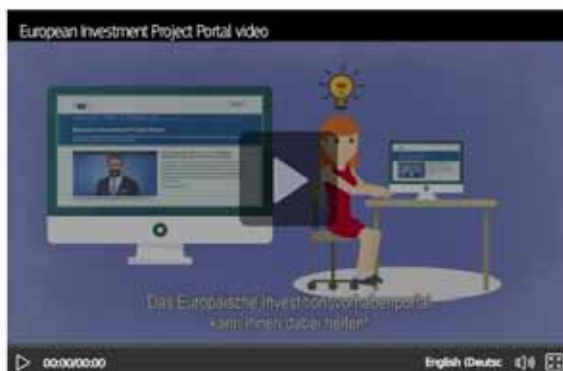 European Investment Project Portal video
Das Europäische Investitionsvorhabenportal
kann Ihnen dabei helfen!
00:00/00:00
English (Deutsc